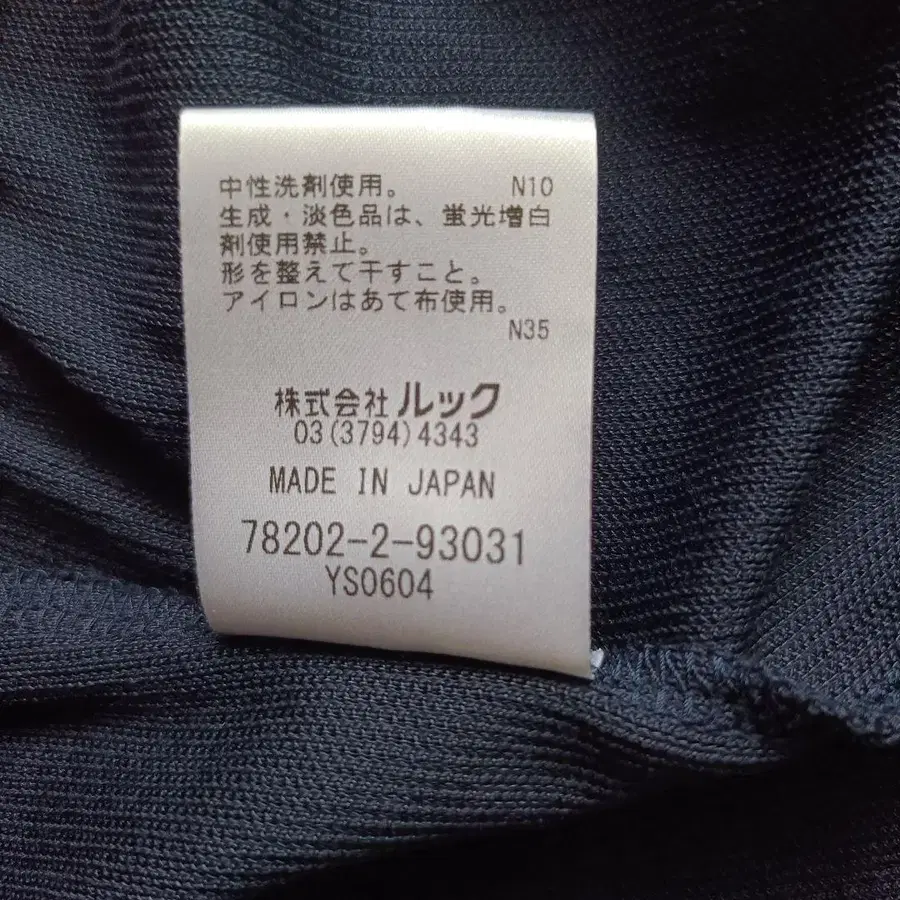 中性洗剤使用。 N10
生成・淡色品は、蛍光増白
剤使用禁止。
形を整えて干すこと。
アイロンはあて布使用。
N35
株式会社 ルック
03(3794)4343
MADE IN JAPAN
78202-2-93031
YS0604